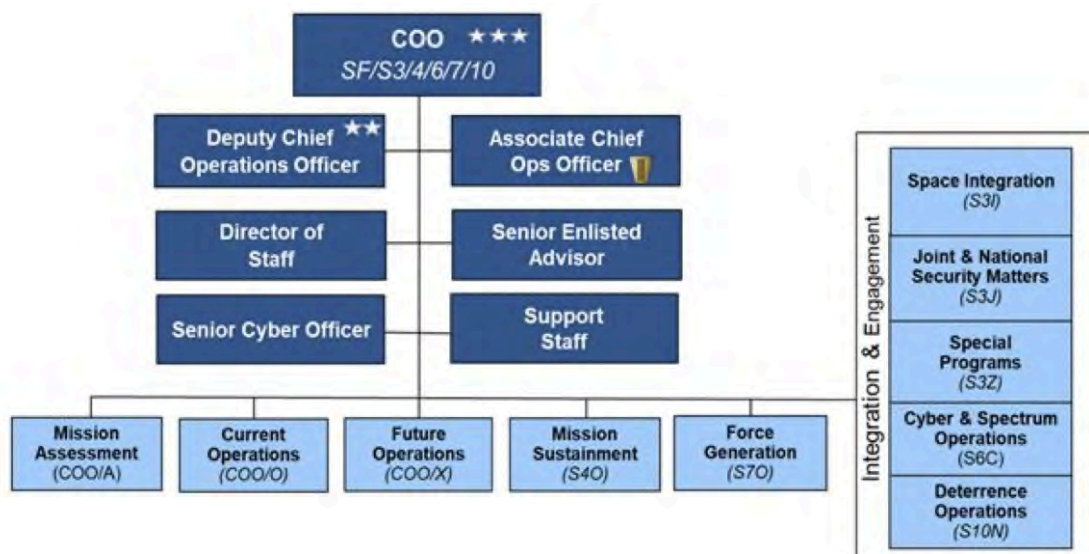 COO
SF/S3/4/6/7/10
Deputy Chief
Operations Officer
Associate Chief
Ops Officer
Director of
Staff
Senior Enlisted
Advisor
Senior Cyber Officer
Support
Staff
Mission
Assessment
(COO/A)
Current
Operations
(COO/O)
Future
Operations
(COO/X)
Mission
Sustainment
(S4O)
Force
Generation
(S7O)
Integration & Engagement
Space Integration
(S3I)
Joint & National
Security Matters
(S3J)
Special
Programs
(S3Z)
Cyber & Spectrum
Operations
(S6C)
Deterrence
Operations
(S10N)